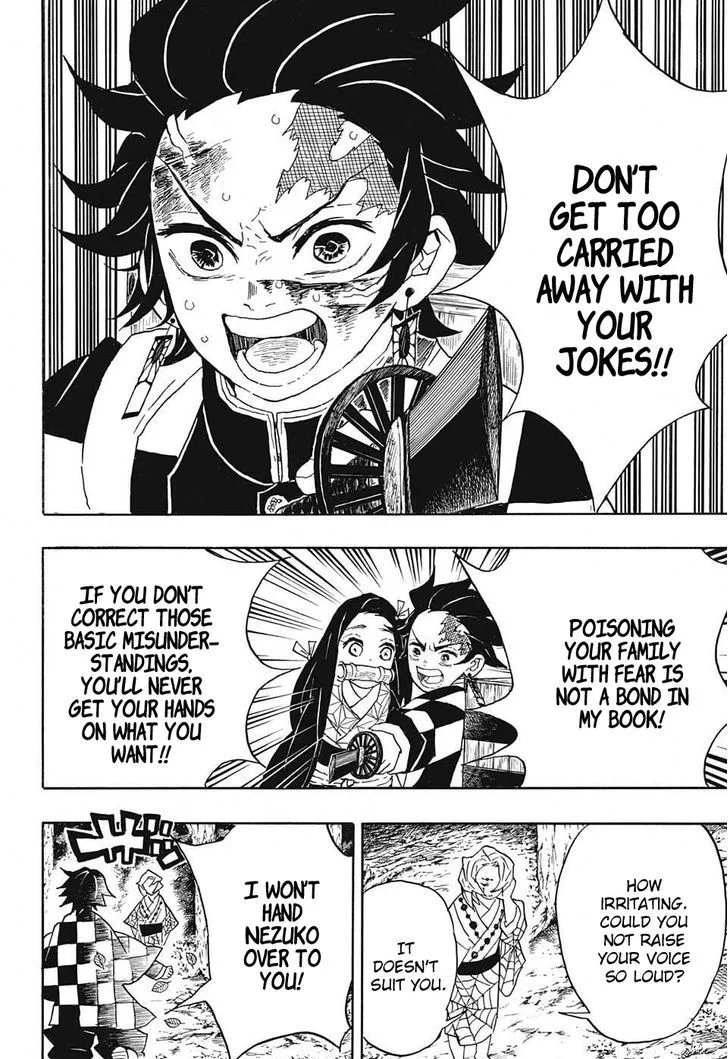 DON'T
GET TOO
CARRIED
AWAY WITH
YOUR
JOKES!!
POISONING
YOUR FAMILY
WITH FEAR IS
NOT A BOND IN
MY BOOK!
IF YOU DON'T
CORRECT THOSE
BASIC MISUNDER-
STANDINGS,
YOU'LL NEVER
GET YOUR HANDS
ON WHAT YOU
WANT!!
HOW
IRRITATING.
COULD YOU
NOT RAISE
YOUR VOICE
SO LOUD?
IT
DOESN'T
SUIT YOU.
I WON'T
HAND
NEZUKO
OVER TO
YOU!